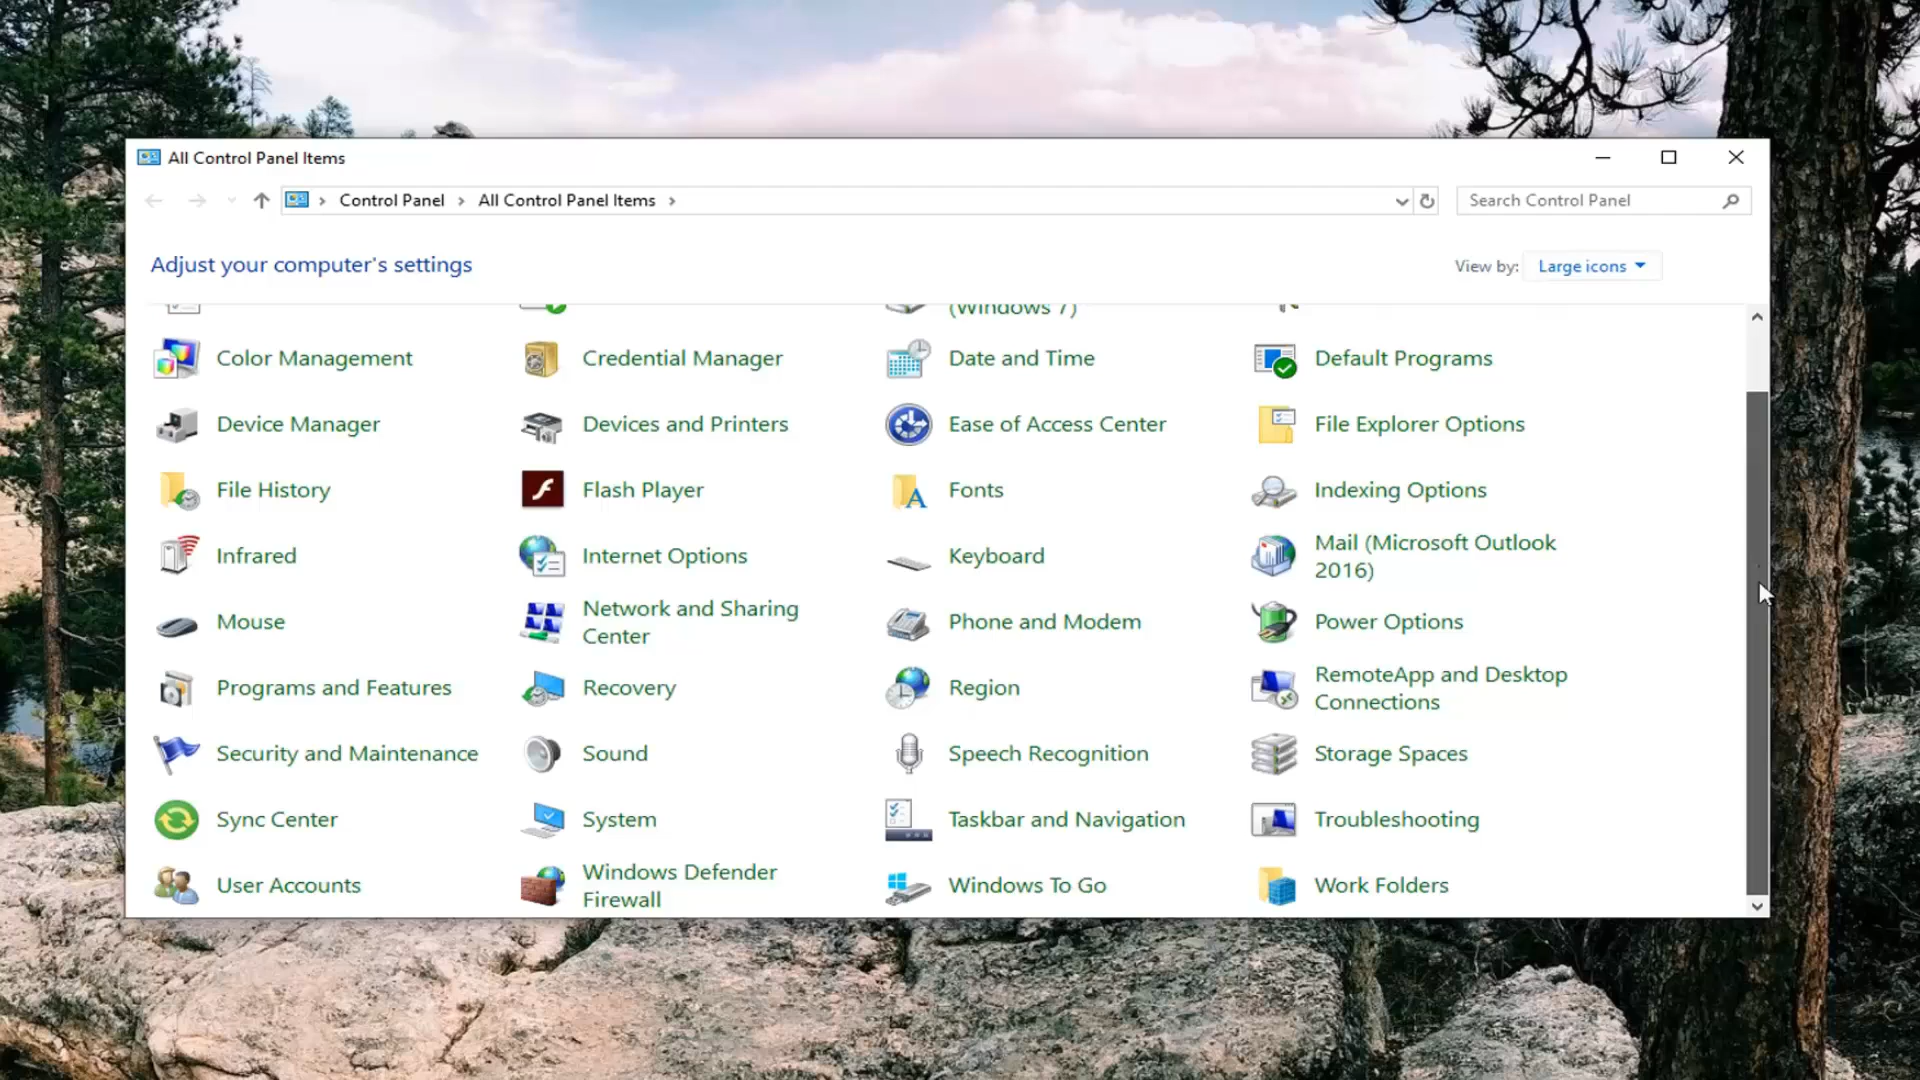 All Control Panel Items
Control Panel
All Control Panel Items
Search Control Panel
Adjust your computer's settings
View by: Large icons
(Windows 7)
Color Management
Credential Manager
Date and Time
Default Programs
Device Manager
Devices and Printers
Ease of Access Center
File Explorer Options
File History
Flash Player
Fonts
Indexing Options
Infrared
Internet Options
Keyboard
Mail (Microsoft Outlook
2016)
Mouse
Network and Sharing
Center
Phone and Modem
Power Options
Programs and Features
Recovery
Region
RemoteApp and Desktop
Connections
Security and Maintenance
Sound
Speech Recognition
Storage Spaces
Sync Center
System
Taskbar and Navigation
Troubleshooting
User Accounts
Windows Defender
Firewall
Windows To Go
Work Folders